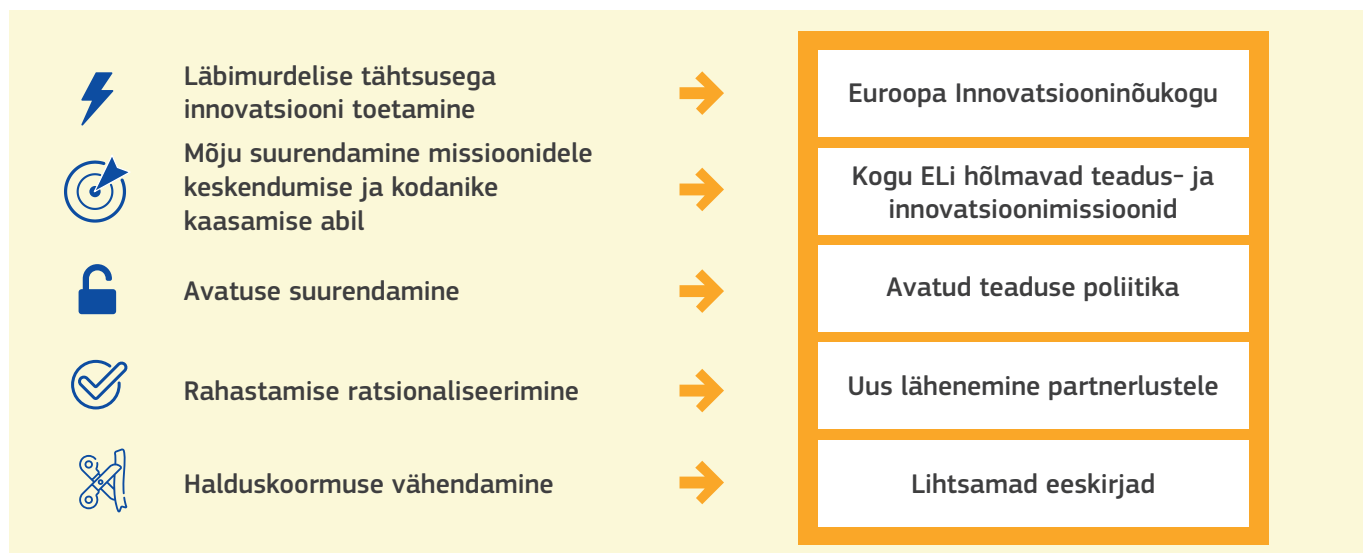 Läbimurdelise tähtsusega
innovatsiooni toetamine
Euroopa Innovatsiooninõukogu
Mõju suurendamine missioonidele
keskendumise ja kodanike
kaasamise abil
Kogu ELi hõlmavad teadus- ja
innovatsioonimissioonid
Avatuse suurendamine
Avatud teaduse poliitika
Rahastamise ratsionaliseerimine
Uus lähenemine partnerlustele
Halduskoormuse vähendamine
Lihtsamad eeskirjad